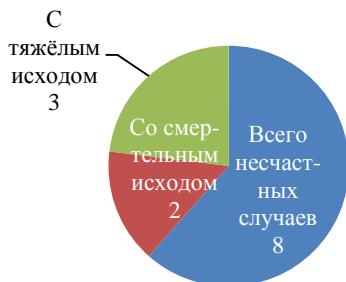 С
тяжёлым
исходом
3
Со смер-
тельным
исходом
2
Всего
несчаст-
ных
случаев
8